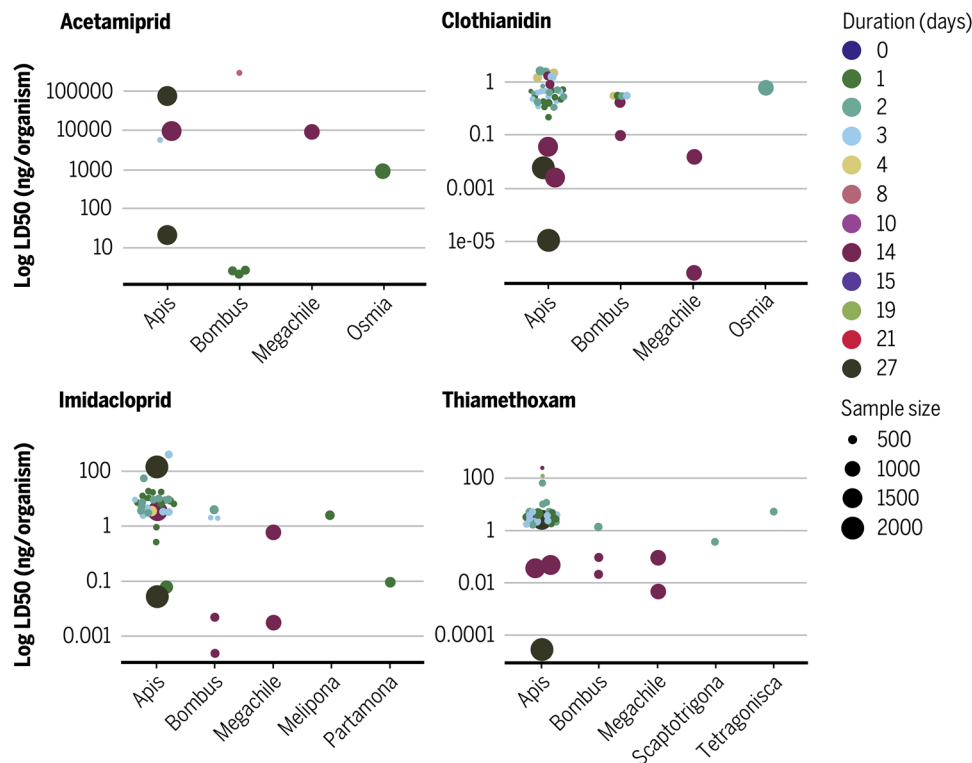 Acetamiprid
Log LD50 (ng/organism)
100000
10000
1000
100
10
Apis
Bombus
Megachile
Osmia
Clothianidin
1
0.1
0.001
1e-05
Apis
Bombus
Megachile
Osmia
Duration (days)
0
1
2
3
4
8
10
14
15
19
21
27
Sample size
500
1000
1500
2000
Imidacloprid
Log LD50 (ng/organism)
100
1
0.1
0.001
Apis
Bombus
Megachile
Melipona
Partamona
Thiamethoxam
100
1
0.01
0.0001
Apis
Bombus
Megachile
Scaptotrigona
Tetragonisca